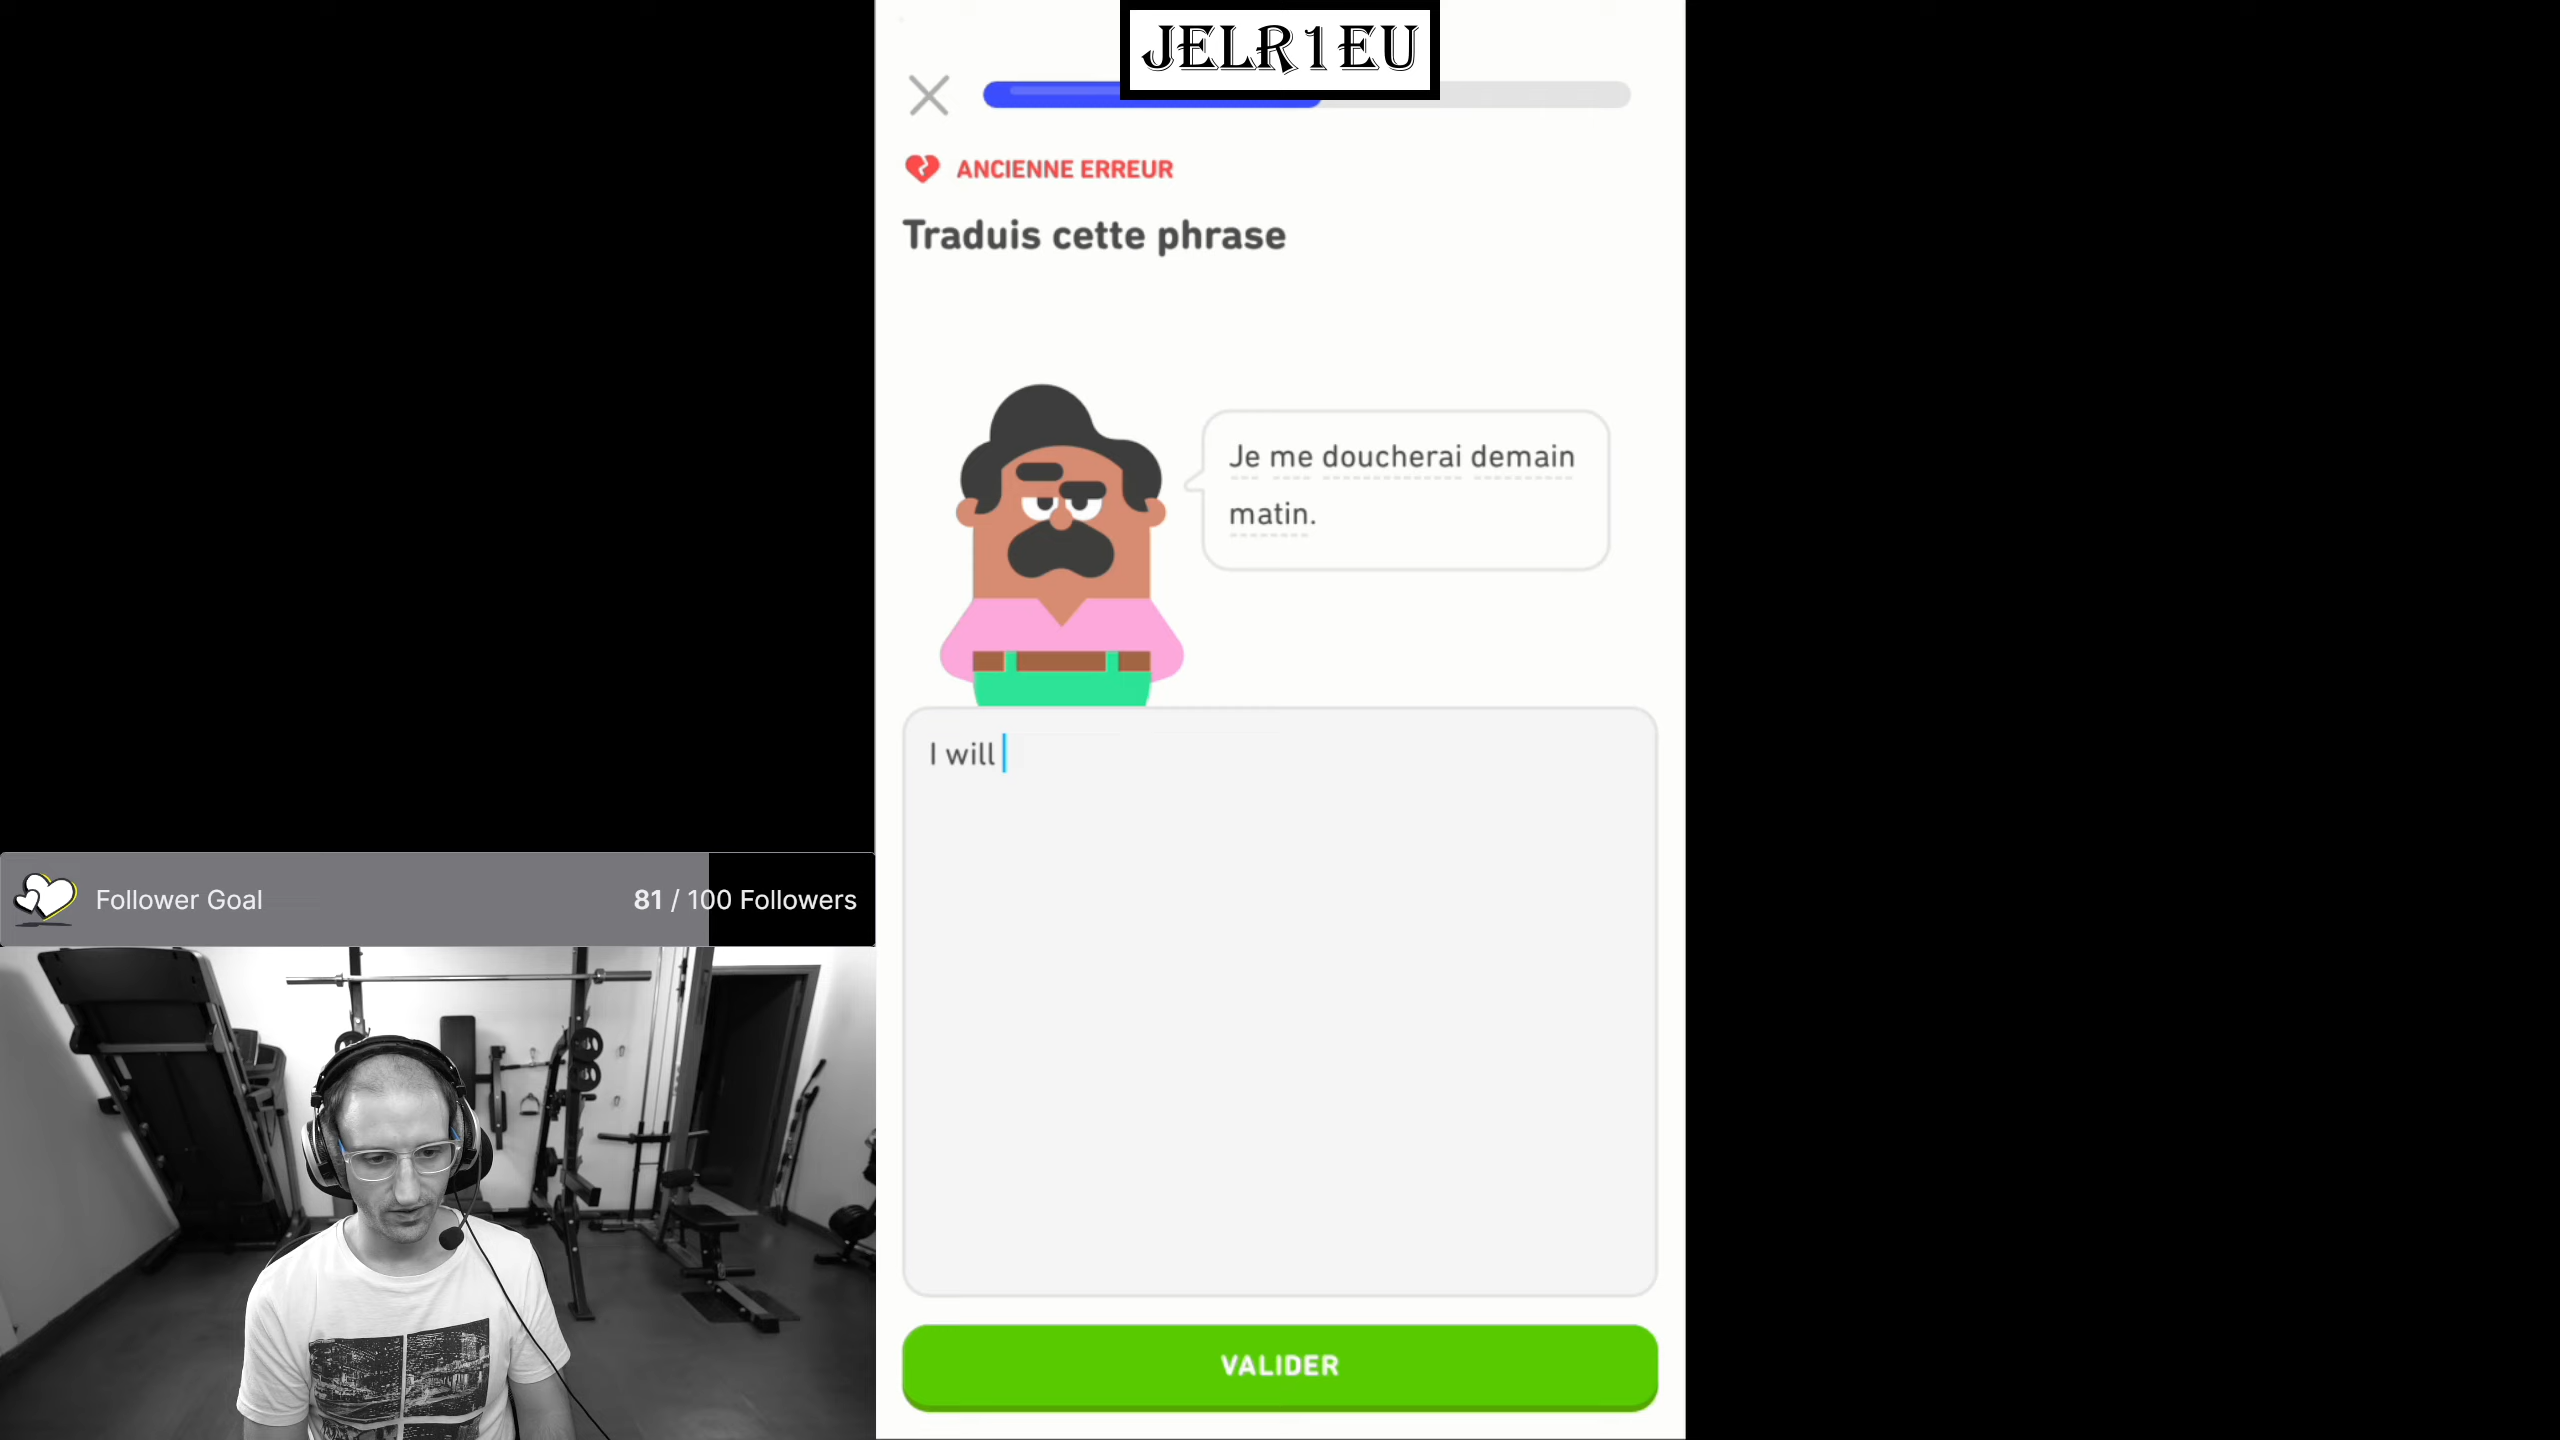 JELR1EU
ANCIENNE ERREUR
Traduis cette phrase
Je me doucherai demain
matin.
I will
VALIDER
Follower Goal
81 / 100 Followers